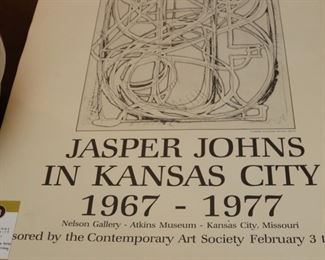 JASPER JOHNS
IN KANSAS CITY
1967 - 1977
Nelson Gallery - Atkins Museum - Kansas City, Missouri
sored by the Contemporary Art Society February 3 t